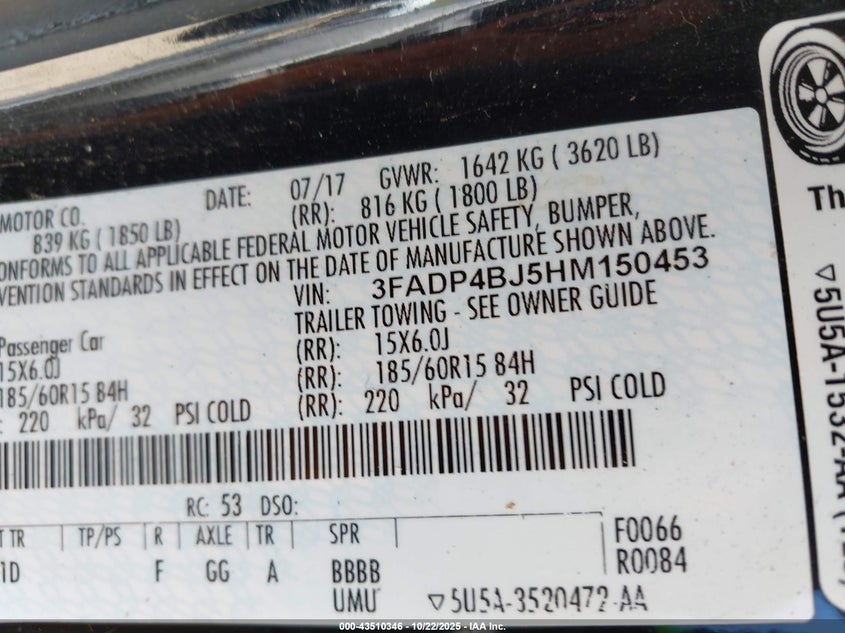 MOTOR CO. DATE: 07/17 GVWR: 1642 KG ( 3620 LB)
839 KG ( 1850 LB) (RR): 816 KG ( 1800 LB)
CONFORMS TO ALL APPLICABLE FEDERAL MOTOR VEHICLE SAFETY, BUMPER,
VENTION STANDARDS IN EFFECT ON THE DATE OF MANUFACTURE SHOWN ABOVE.
VIN: 3FADP4BJ5HM150453
Passenger Car TRAILER TOWING - SEE OWNER GUIDE
15X6.0J (RR): 15X6.0J
185/60R15 84H (RR): 185/60R15 84H
: 220 kPa/ 32 PSI COLD (RR): 220 kPa/ 32 PSI COLD
RC: 53 DSO:
T TR TP/PS R AXLE TR SPR F0066
1D F GG A BBBB R0084
UMU ▽5U5A-3520472-AA
Th
▽5U5A-1532-AA
000-43510346 | 10/22/2025 | IAA Inc.